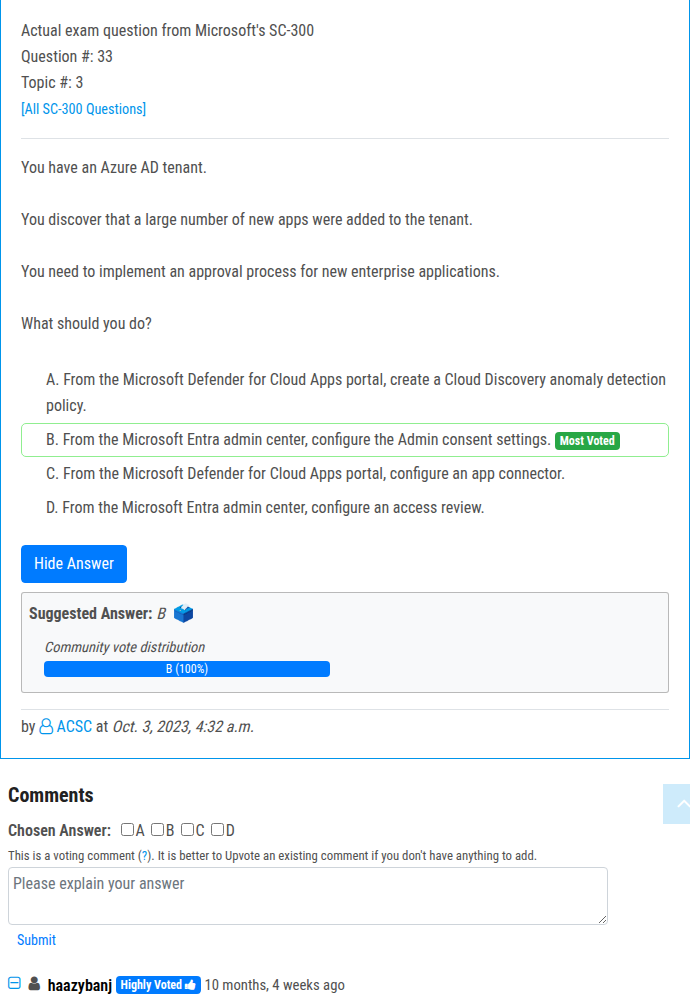 Actual exam question from Microsoft's SC-300
Question #: 33
Topic #: 3
[All SC-300 Questions]
You have an Azure AD tenant.
You discover that a large number of new apps were added to the tenant.
You need to implement an approval process for new enterprise applications.
What should you do?
A. From the Microsoft Defender for Cloud Apps portal, create a Cloud Discovery anomaly detection
policy.
B. From the Microsoft Entra admin center, configure the Admin consent settings. Most Voted
C. From the Microsoft Defender for Cloud Apps portal, configure an app connector.
D. From the Microsoft Entra admin center, configure an access review.
Hide Answer
Suggested Answer: B
Community vote distribution
B (100%)
by ACSC at Oct. 3, 2023, 4:32 a.m.
Comments
Chosen Answer: A B C D
This is a voting comment (?). It is better to Upvote an existing comment if you don't have anything to add.
Please explain your answer
Submit
haazybanj Highly Voted 10 months, 4 weeks ago